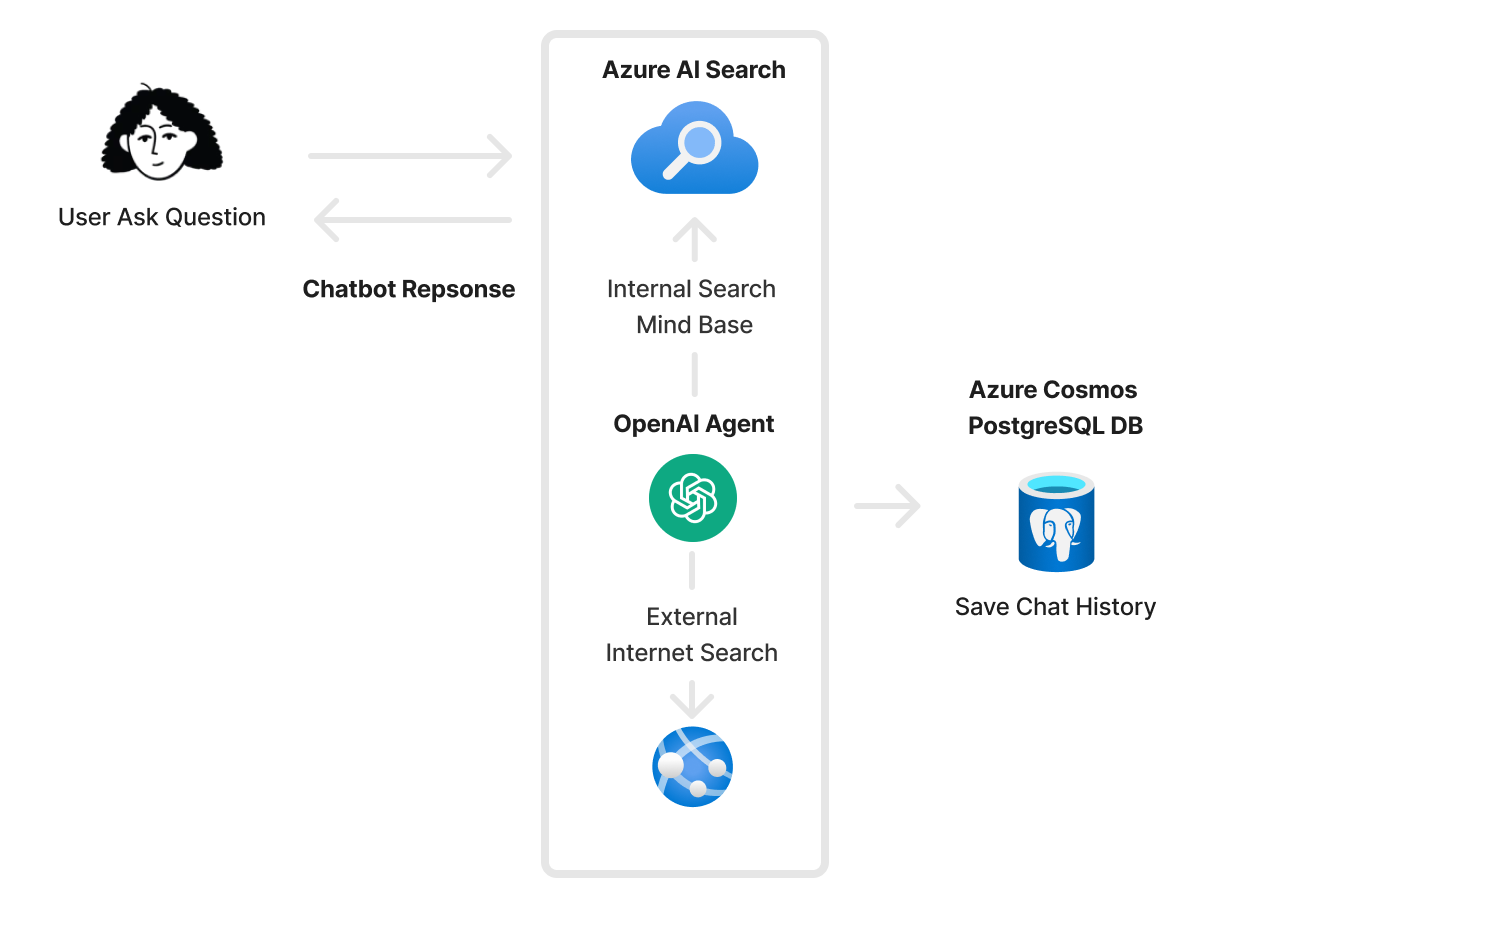 Azure AI Search
User Ask Question
Chatbot Repsonse
Internal Search
Mind Base
OpenAI Agent
External
Internet Search
Azure Cosmos
PostgreSQL DB
Save Chat History